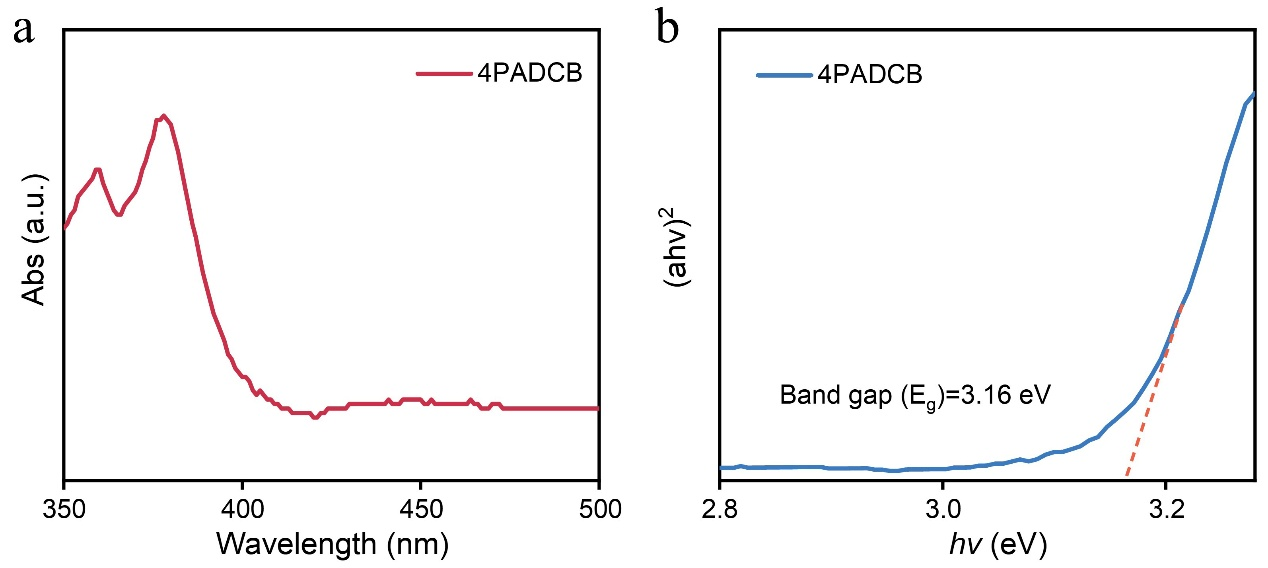 a
4PADCB
Abs (a.u.)
350
400
450
500
Wavelength (nm)
b
4PADCB
(ahv)²
Band gap (Eg)=3.16 eV
2.8
3.0
3.2
hv (eV)